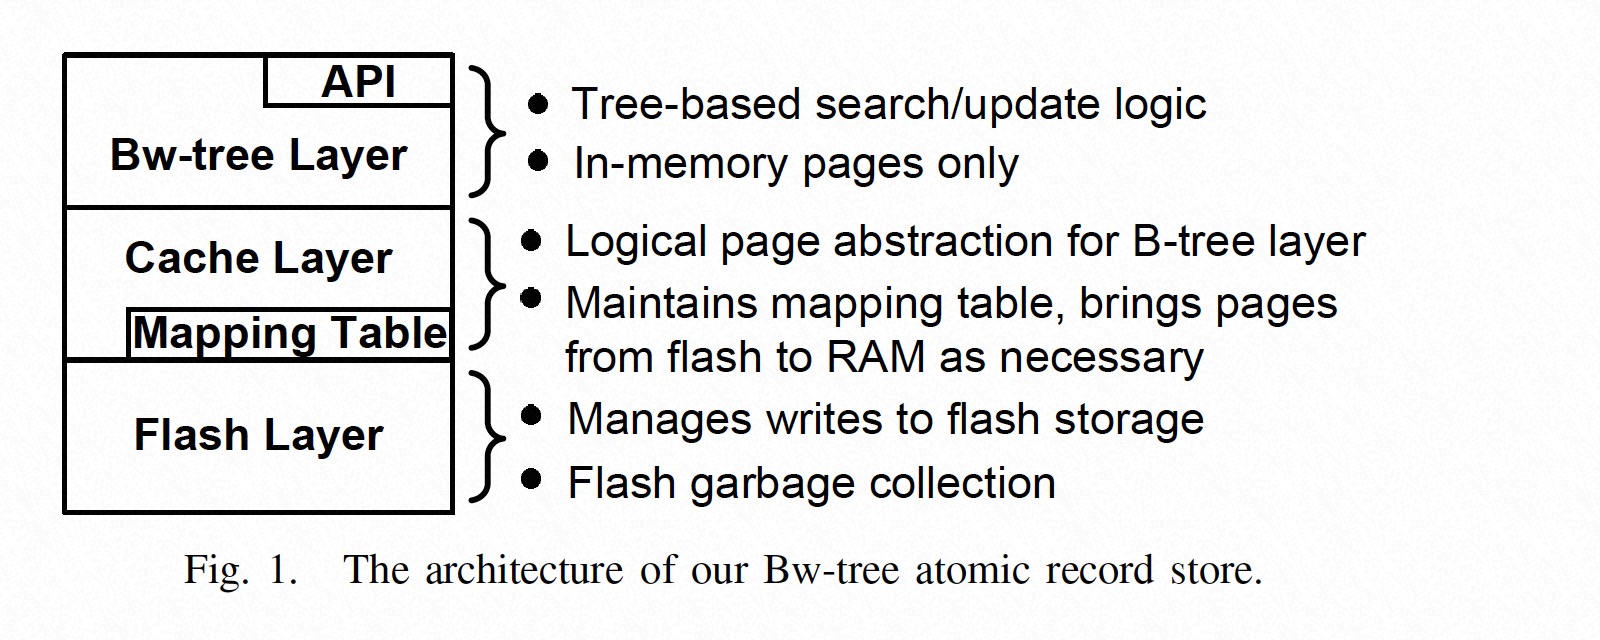 API
Bw-tree Layer
• Tree-based search/update logic
• In-memory pages only
Cache Layer
Mapping Table
• Logical page abstraction for B-tree layer
• Maintains mapping table, brings pages
from flash to RAM as necessary
Flash Layer
• Manages writes to flash storage
• Flash garbage collection
Fig. 1. The architecture of our Bw-tree atomic record store.